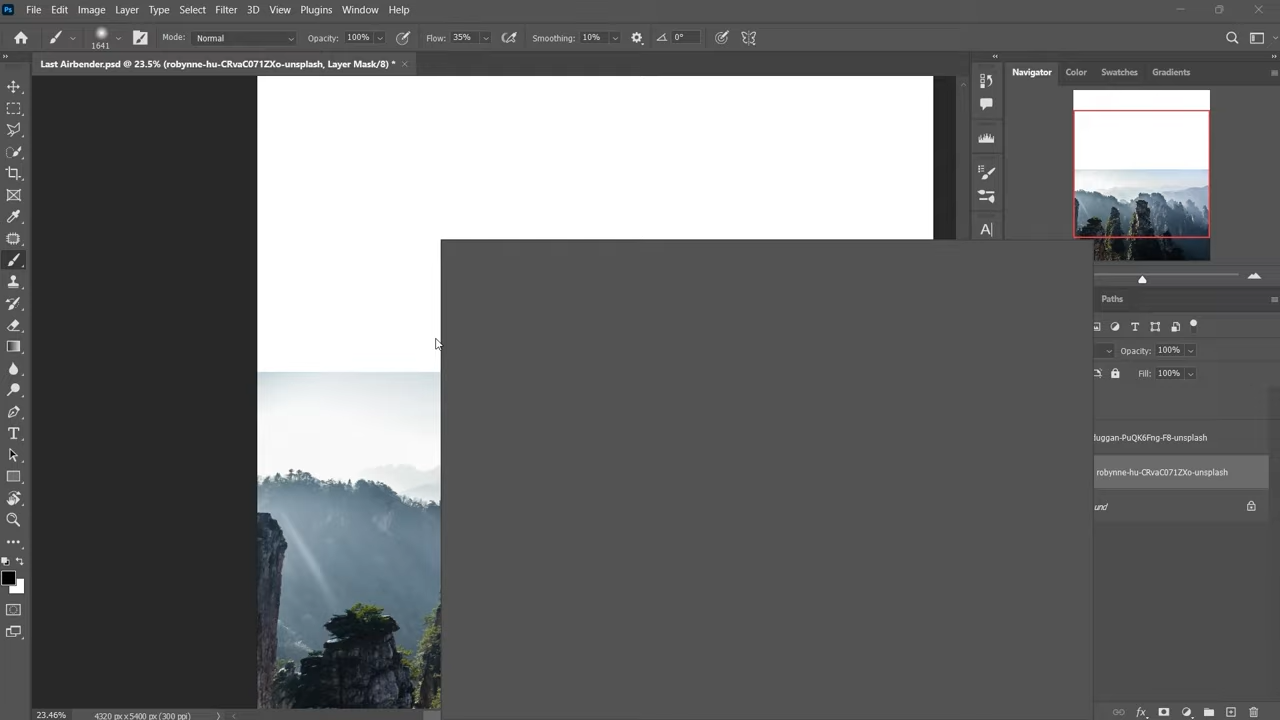 Ps File Edit Image Layer Type Select Filter 3D View Plugins Window Help
1641 Mode: Normal Opacity: 100% Flow: 35% Smoothing: 10% 0°
Last Airbender.psd @ 23.5% (robynne-hu-CRvaC071ZXo-unsplash, Layer Mask/8) *
Navigator Color Swatches Gradients
A|
Paths
Opacity: 100%
Fill: 100%
luggan-PuQK6Fng-F8-unsplash
robynne-hu-CRvaC071ZXo-unsplash
und
23.46% 4320 px x 5400 px (300 ppi)
fx